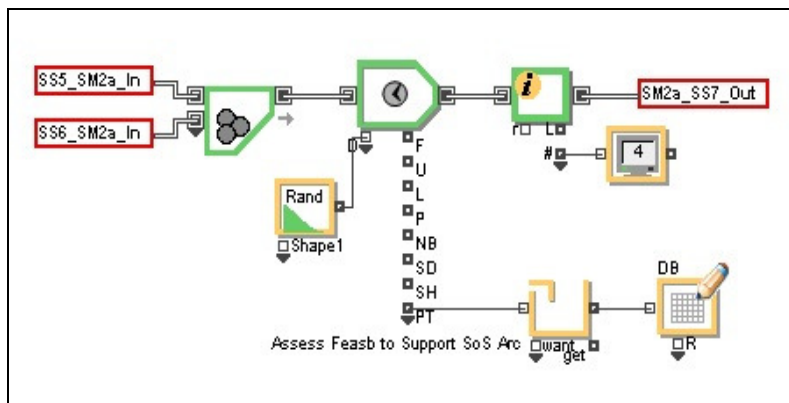 SS5_SM2a_In
SS6_SM2a_In
SM2a_SS7_Out
i
r L
# 4
D F
U
Rand L
P
Shape1 NB
SD
SH
DB
PT
Assess Feasb to Support SoS Arc want R
get